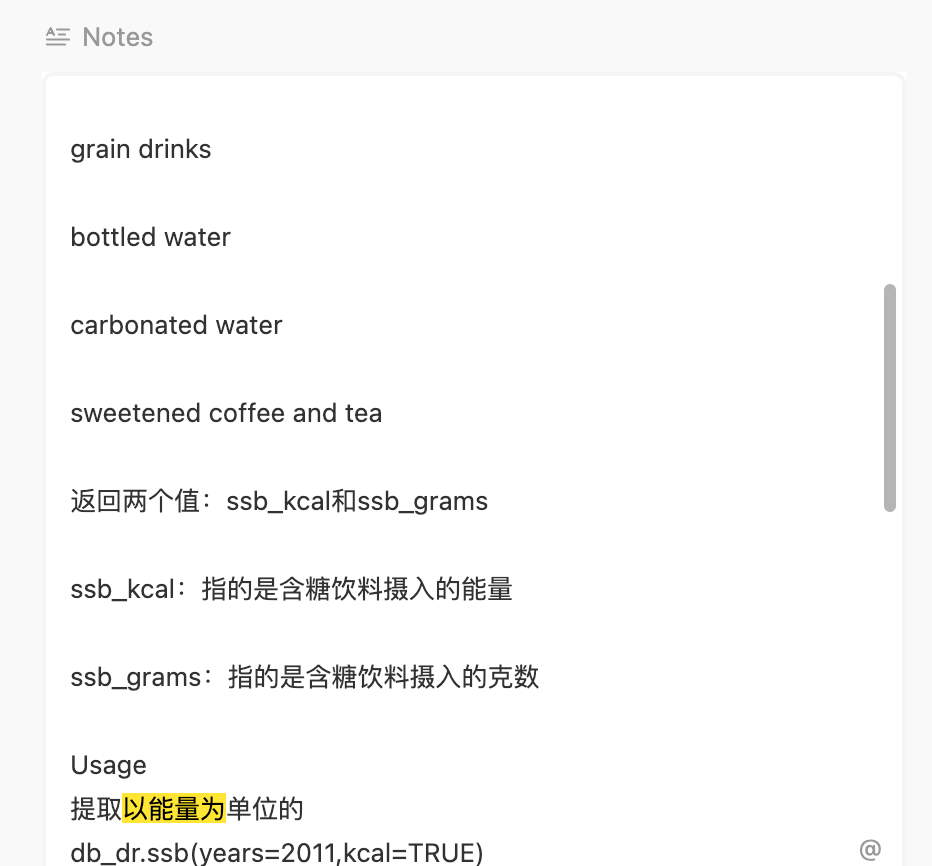 Notes
grain drinks
bottled water
carbonated water
sweetened coffee and tea
返回两个值：ssb_kcal和ssb_grams
ssb_kcal：指的是含糖饮料摄入的能量
ssb_grams：指的是含糖饮料摄入的克数
Usage
提取以能量为单位的
db_dr.ssb(years=2011,kcal=TRUE)
@